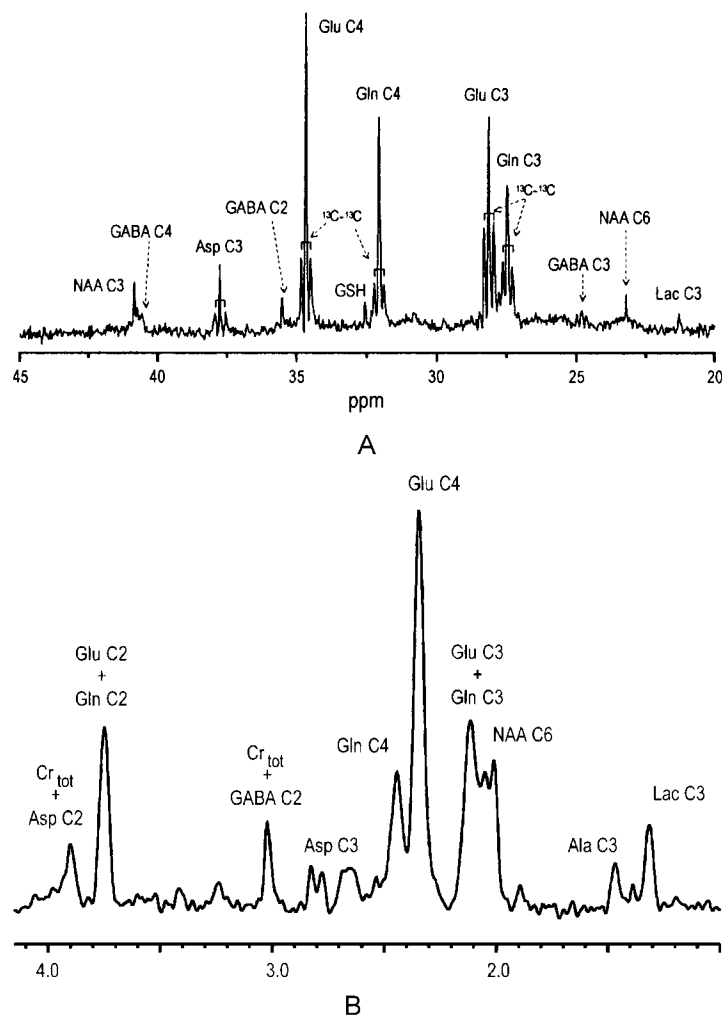 Glu C4
Gln C4
Glu C3
Gln C3
¹³C-¹³C
¹³C-¹³C
GABA C2
NAA C6
GABA C4
Asp C3
GABA C3
NAA C3
GSH
Lac C3
45 40 35 30 25 20
ppm
A
Glu C4
Glu C2
+
Gln C2
Glu C3
+
Gln C3
Gln C4
NAA C6
Cr tot
+
GABA C2
Cr tot
+
Asp C2
Lac C3
Asp C3
Ala C3
4.0 3.0 2.0
B